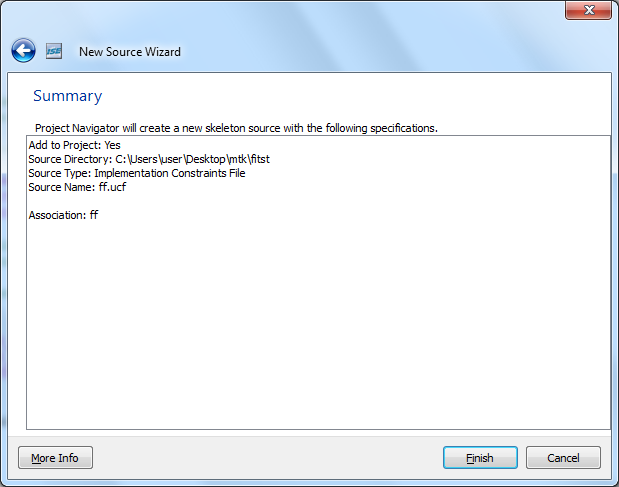 ISE New Source Wizard
Summary
Project Navigator will create a new skeleton source with the following specifications.
Add to Project: Yes
Source Directory: C:\Users\user\Desktop\mtk\fitst
Source Type: Implementation Constraints File
Source Name: ff.ucf
Association: ff
More Info
Finish
Cancel